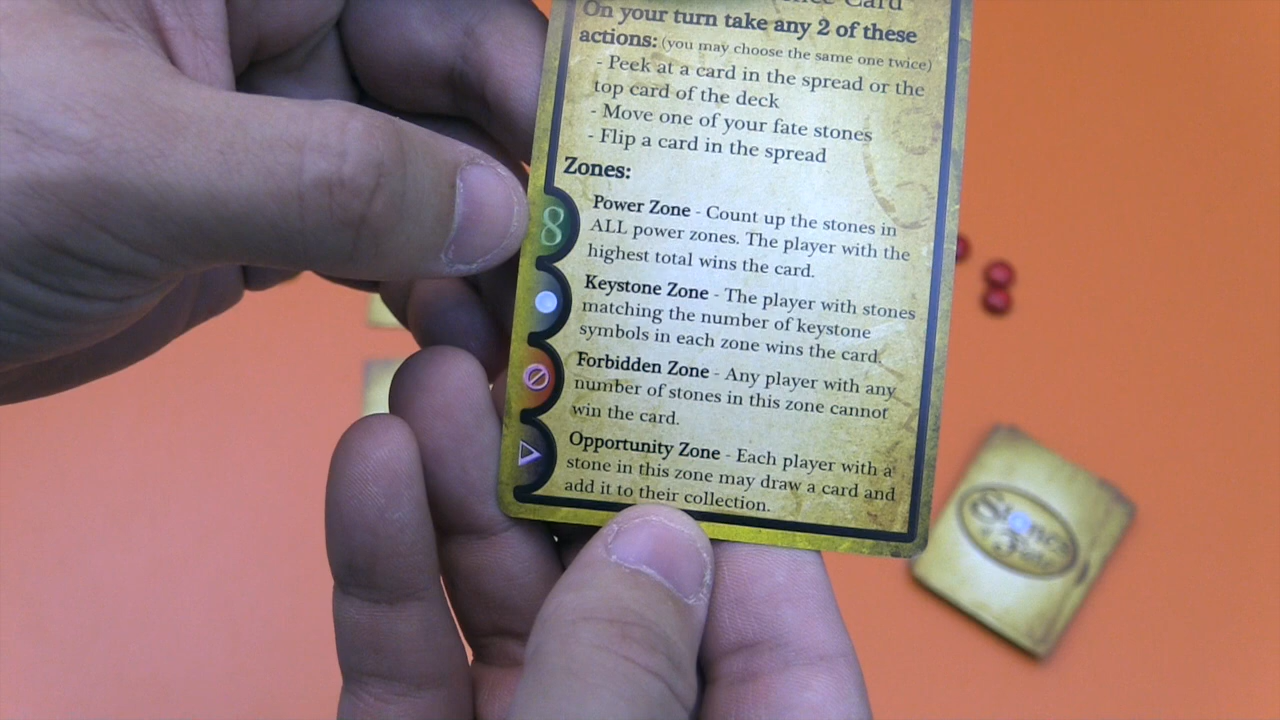 Card
On your turn take any 2 of these
actions: (you may choose the same one twice)
- Peek at a card in the spread or the
top card of the deck
- Move one of your fate stones
- Flip a card in the spread
Zones:
8
Power Zone - Count up the stones in
ALL power zones. The player with the
highest total wins the card.
Keystone Zone - The player with stones
matching the number of keystone
symbols in each zone wins the card.
Forbidden Zone - Any player with any
number of stones in this zone cannot
win the card.
Opportunity Zone - Each player with a
stone in this zone may draw a card and
add it to their collection.
Stones
of Fate